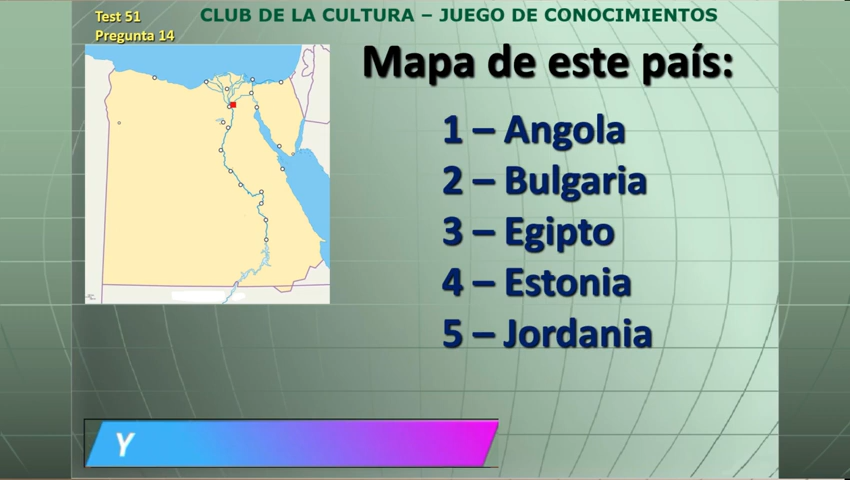 Test 51
Pregunta 14
CLUB DE LA CULTURA – JUEGO DE CONOCIMIENTOS
Mapa de este país:
1 – Angola
2 – Bulgaria
3 – Egipto
4 – Estonia
5 – Jordania
Y